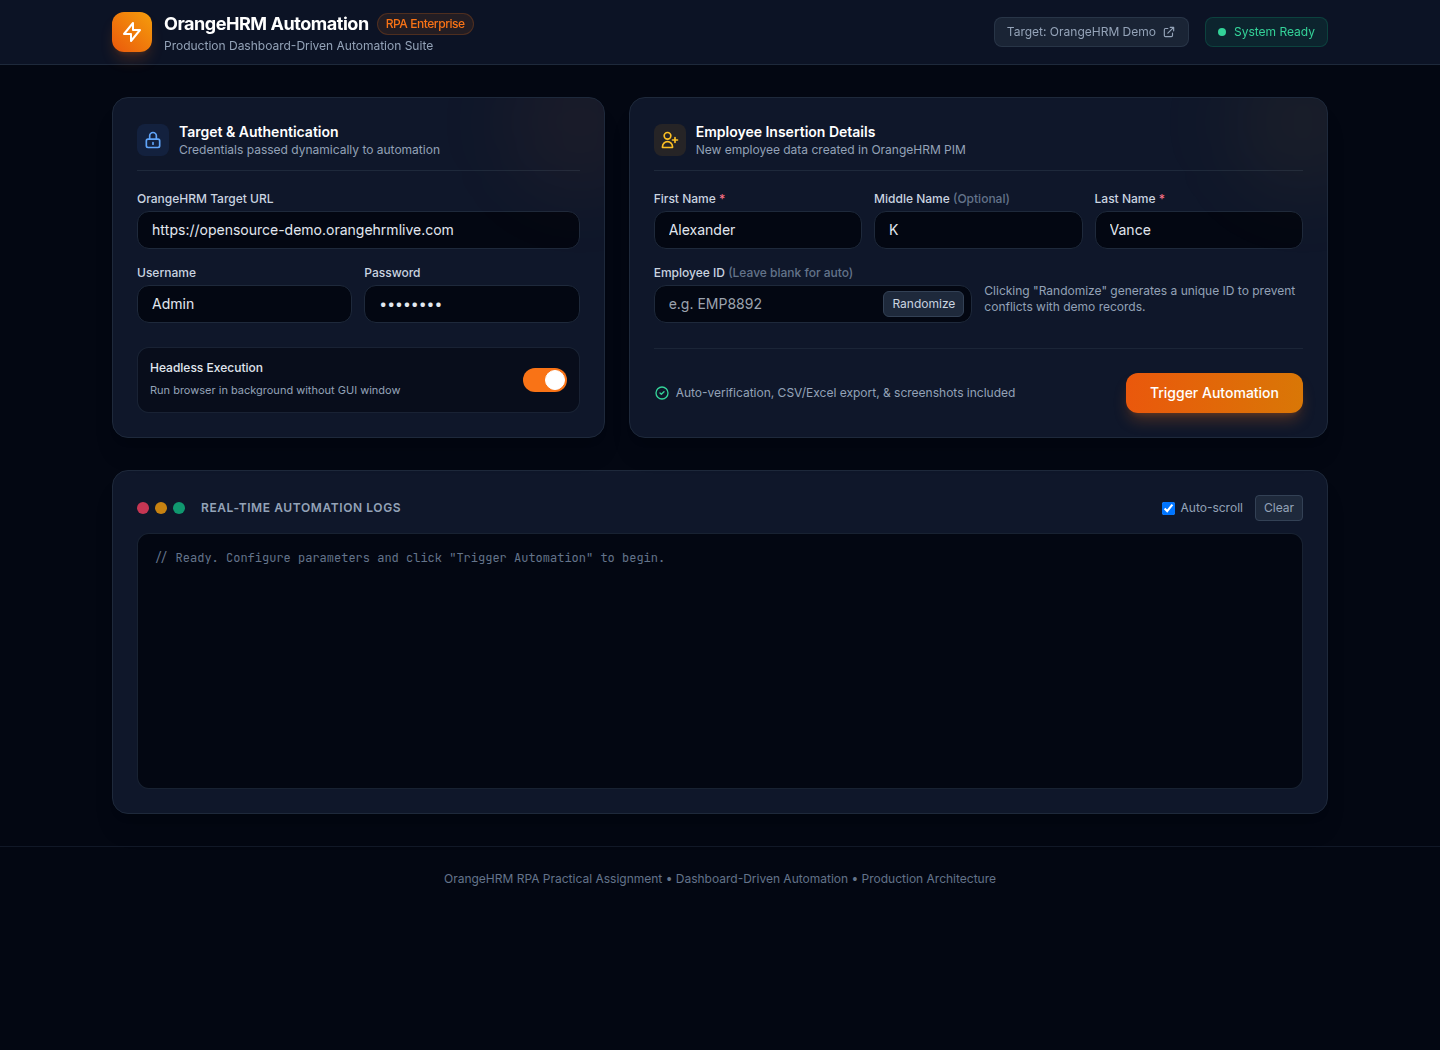 OrangeHRM Automation RPA Enterprise
Production Dashboard-Driven Automation Suite
Target: OrangeHRM Demo
System Ready
Target & Authentication
Credentials passed dynamically to automation
OrangeHRM Target URL
https://opensource-demo.orangehrmlive.com
Username
Password
Admin
••••••••
Headless Execution
Run browser in background without GUI window
Employee Insertion Details
New employee data created in OrangeHRM PIM
First Name *
Middle Name (Optional)
Last Name *
Alexander
K
Vance
Employee ID (Leave blank for auto)
e.g. EMP8892
Randomize
Clicking "Randomize" generates a unique ID to prevent
conflicts with demo records.
Auto-verification, CSV/Excel export, & screenshots included
Trigger Automation
REAL-TIME AUTOMATION LOGS
Auto-scroll
Clear
// Ready. Configure parameters and click "Trigger Automation" to begin.
OrangeHRM RPA Practical Assignment • Dashboard-Driven Automation • Production Architecture